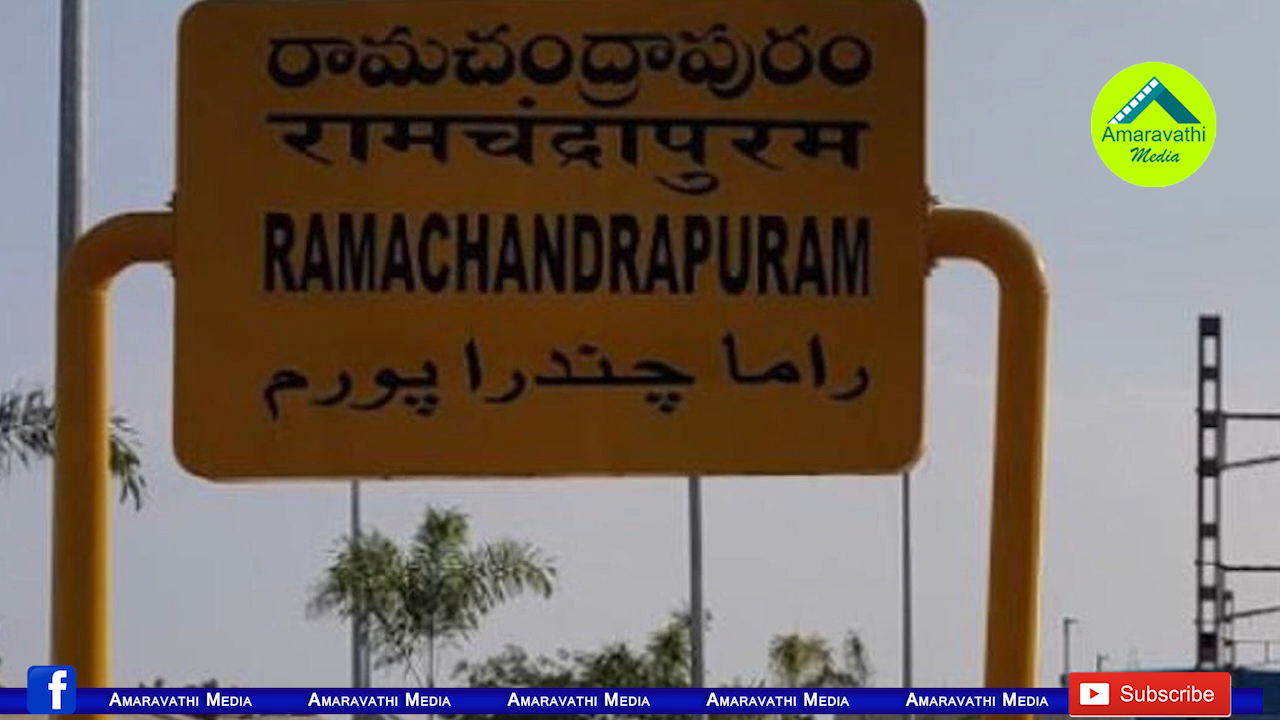 రామచంద్రాపురం
रामचंद्रापुरम
RAMACHANDRAPURAM
راما چندرا پورم
Amaravathi
Media
f AMARAVATHI MEDIA AMARAVATHI MEDIA AMARAVATHI MEDIA AMARAVATHI MEDIA AMARAVATHI MEDIA Subscribe